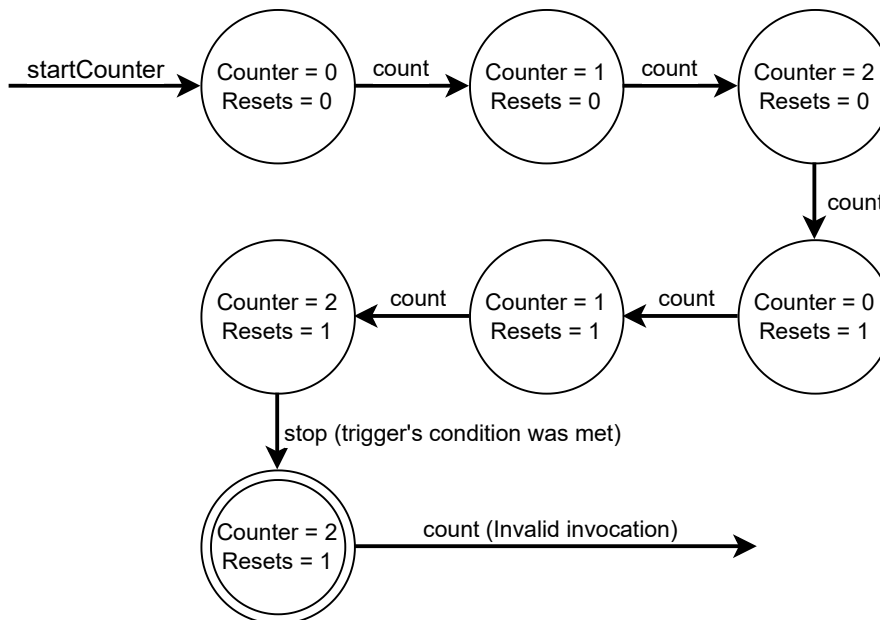 startCounter
Counter = 0
Resets = 0
count
Counter = 1
Resets = 0
count
Counter = 2
Resets = 0
count
Counter = 0
Resets = 1
count
Counter = 1
Resets = 1
count
Counter = 2
Resets = 1
stop (trigger's condition was met)
Counter = 2
Resets = 1
count (Invalid invocation)